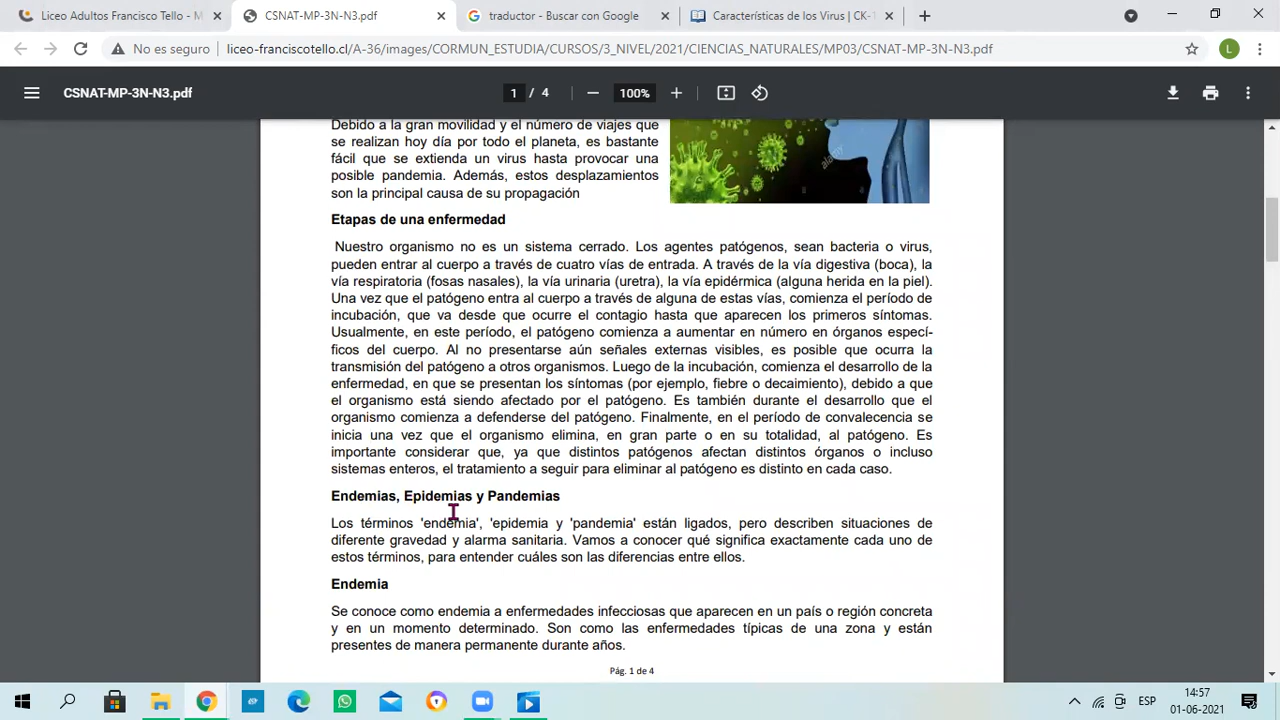 Liceo Adultos Francisco Tello - M
CSNAT-MP-3N-N3.pdf
traductor - Buscar con Google
Características de los Virus | CK-1
No es seguro
liceo-franciscotello.cl/A-36/images/CORMUN_ESTUDIA/CURSOS/3_NIVEL/2021/CIENCIAS_NATURALES/MP03/CSNAT-MP-3N-N3.pdf
L
CSNAT-MP-3N-N3.pdf
1 / 4
100%
Debido a la gran movilidad y el número de viajes que
se realizan hoy día por todo el planeta, es bastante
fácil que se extienda un virus hasta provocar una
posible pandemia. Además, estos desplazamientos
son la principal causa de su propagación
alamy
Etapas de una enfermedad
Nuestro organismo no es un sistema cerrado. Los agentes patógenos, sean bacteria o virus,
pueden entrar al cuerpo a través de cuatro vías de entrada. A través de la vía digestiva (boca), la
vía respiratoria (fosas nasales), la vía urinaria (uretra), la vía epidérmica (alguna herida en la piel).
Una vez que el patógeno entra al cuerpo a través de alguna de estas vías, comienza el período de
incubación, que va desde que ocurre el contagio hasta que aparecen los primeros síntomas.
Usualmente, en este período, el patógeno comienza a aumentar en número en órganos especí-
ficos del cuerpo. Al no presentarse aún señales externas visibles, es posible que ocurra la
transmisión del patógeno a otros organismos. Luego de la incubación, comienza el desarrollo de la
enfermedad, en que se presentan los síntomas (por ejemplo, fiebre o decaimiento), debido a que
el organismo está siendo afectado por el patógeno. Es también durante el desarrollo que el
organismo comienza a defenderse del patógeno. Finalmente, en el período de convalecencia se
inicia una vez que el organismo elimina, en gran parte o en su totalidad, al patógeno. Es
importante considerar que, ya que distintos patógenos afectan distintos órganos o incluso
sistemas enteros, el tratamiento a seguir para eliminar al patógeno es distinto en cada caso.
Endemias, Epidemias y Pandemias
Los términos 'endemia', 'epidemia y 'pandemia' están ligados, pero describen situaciones de
diferente gravedad y alarma sanitaria. Vamos a conocer qué significa exactamente cada uno de
estos términos, para entender cuáles son las diferencias entre ellos.
Endemia
Se conoce como endemia a enfermedades infecciosas que aparecen en un país o región concreta
y en un momento determinado. Son como las enfermedades típicas de una zona y están
presentes de manera permanente durante años.
Pág. 1 de 4
ESP
14:57
01-06-2021